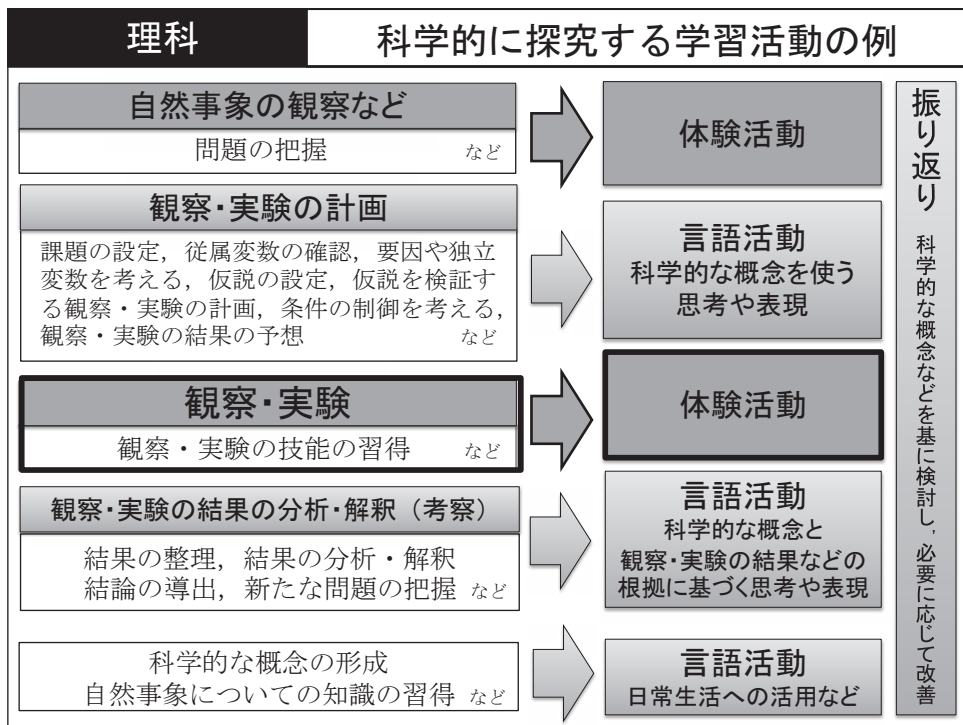 理科
科学的に探究する学習活動の例
自然事象の観察など
問題の把握 など
体験活動
観察・実験の計画
課題の設定，従属変数の確認，要因や独立
変数を考える，仮説の設定，仮説を検証す
る観察・実験の計画，条件の制御を考える，
観察・実験の結果の予想 など
言語活動
科学的な概念を使う
思考や表現
観察・実験
観察・実験の技能の習得 など
体験活動
観察・実験の結果の分析・解釈（考察）
結果の整理，結果の分析・解釈
結論の導出，新たな問題の把握 など
言語活動
科学的な概念と
観察・実験の結果などの
根拠に基づく思考や表現
科学的な概念の形成
自然事象についての知識の習得 など
言語活動
日常生活への活用など
振り返り 科学的な概念などを基に検討し，必要に応じて改善